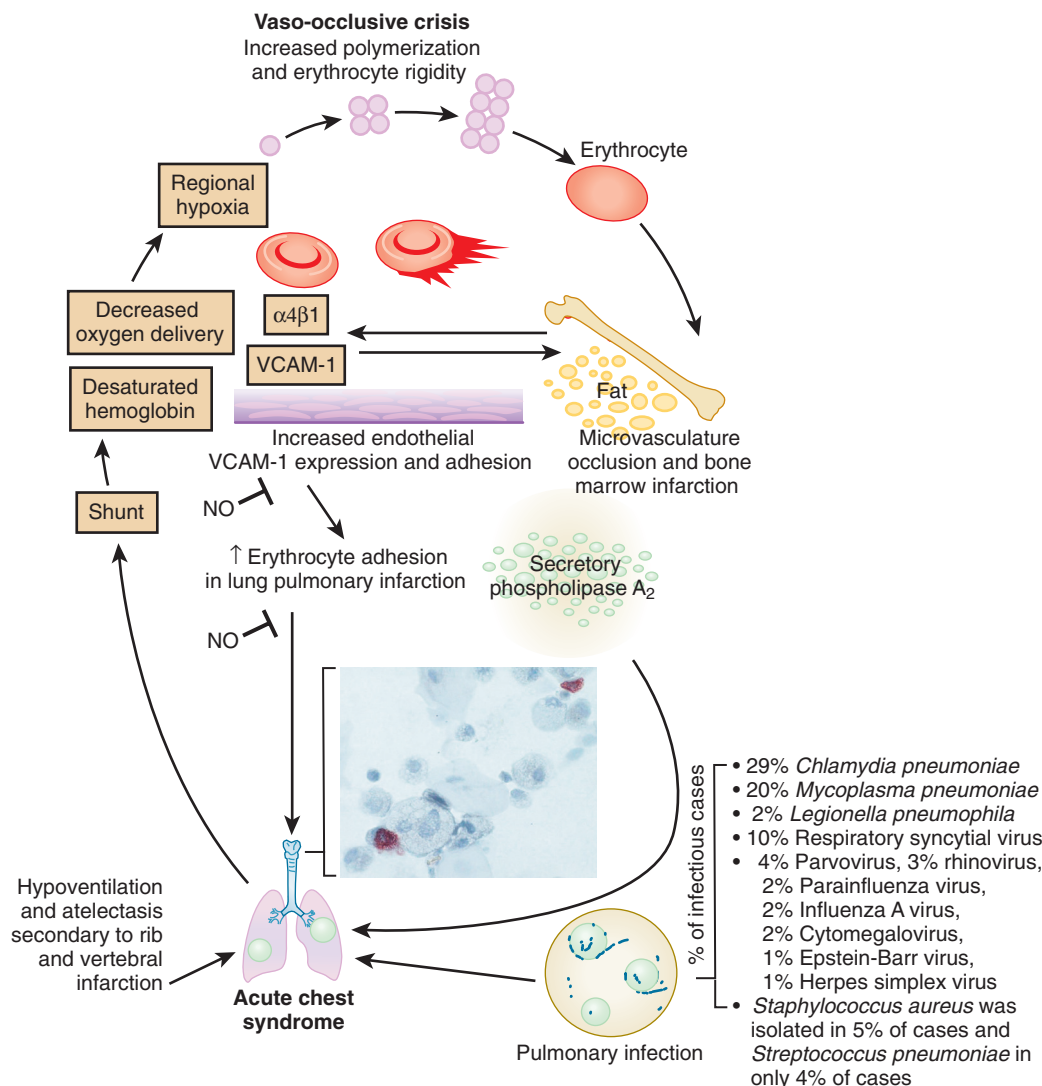 Vaso-occlusive crisis
Increased polymerization
and erythrocyte rigidity
Erythrocyte
Regional
hypoxia
Decreased
oxygen delivery
α4β1
VCAM-1
Desaturated
hemoglobin
Fat
Increased endothelial
VCAM-1 expression and adhesion
Microvasculature
occlusion and bone
marrow infarction
NO
Shunt
↑ Erythrocyte adhesion
in lung pulmonary infarction
Secretory
phospholipase A₂
NO
% of infectious cases
• 29% Chlamydia pneumoniae
• 20% Mycoplasma pneumoniae
• 2% Legionella pneumophila
• 10% Respiratory syncytial virus
• 4% Parvovirus, 3% rhinovirus,
2% Parainfluenza virus,
2% Influenza A virus,
2% Cytomegalovirus,
1% Epstein-Barr virus,
1% Herpes simplex virus
• Staphylococcus aureus was
isolated in 5% of cases and
Streptococcus pneumoniae in
only 4% of cases
Hypoventilation
and atelectasis
secondary to rib
and vertebral
infarction
Acute chest
syndrome
Pulmonary infection